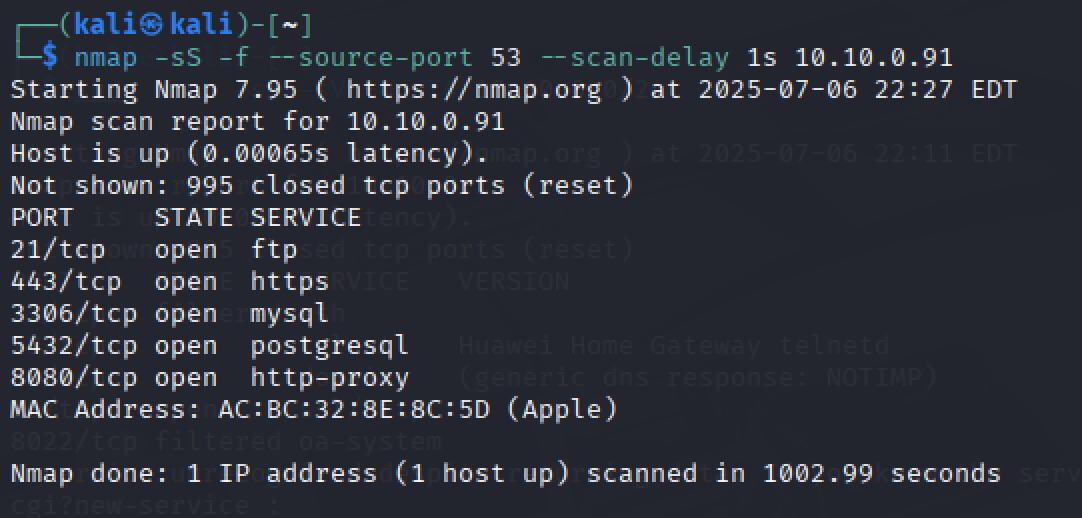 ┌──(kali㉿kali)-[~]
└─$ nmap -sS -f --source-port 53 --scan-delay 1s 10.10.0.91
Starting Nmap 7.95 ( https://nmap.org ) at 2025-07-06 22:27 EDT
Nmap scan report for 10.10.0.91
Host is up (0.00065s latency).
Not shown: 995 closed tcp ports (reset)
PORT     STATE SERVICE
21/tcp   open  ftp
443/tcp  open  https
3306/tcp open  mysql
5432/tcp open  postgresql
8080/tcp open  http-proxy
MAC Address: AC:BC:32:8E:8C:5D (Apple)
Nmap done: 1 IP address (1 host up) scanned in 1002.99 seconds